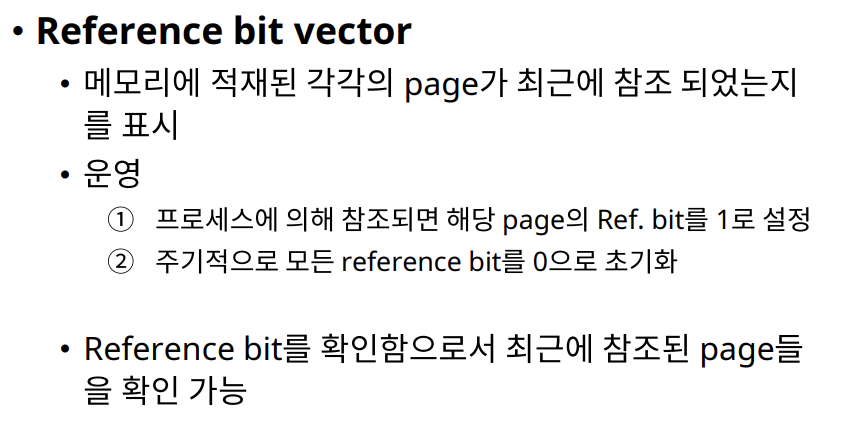 • Reference bit vector
• 메모리에 적재된 각각의 page가 최근에 참조 되었는지
를 표시
• 운영
① 프로세스에 의해 참조되면 해당 page의 Ref. bit를 1로 설정
② 주기적으로 모든 reference bit를 0으로 초기화
• Reference bit를 확인함으로서 최근에 참조된 page들
을 확인 가능